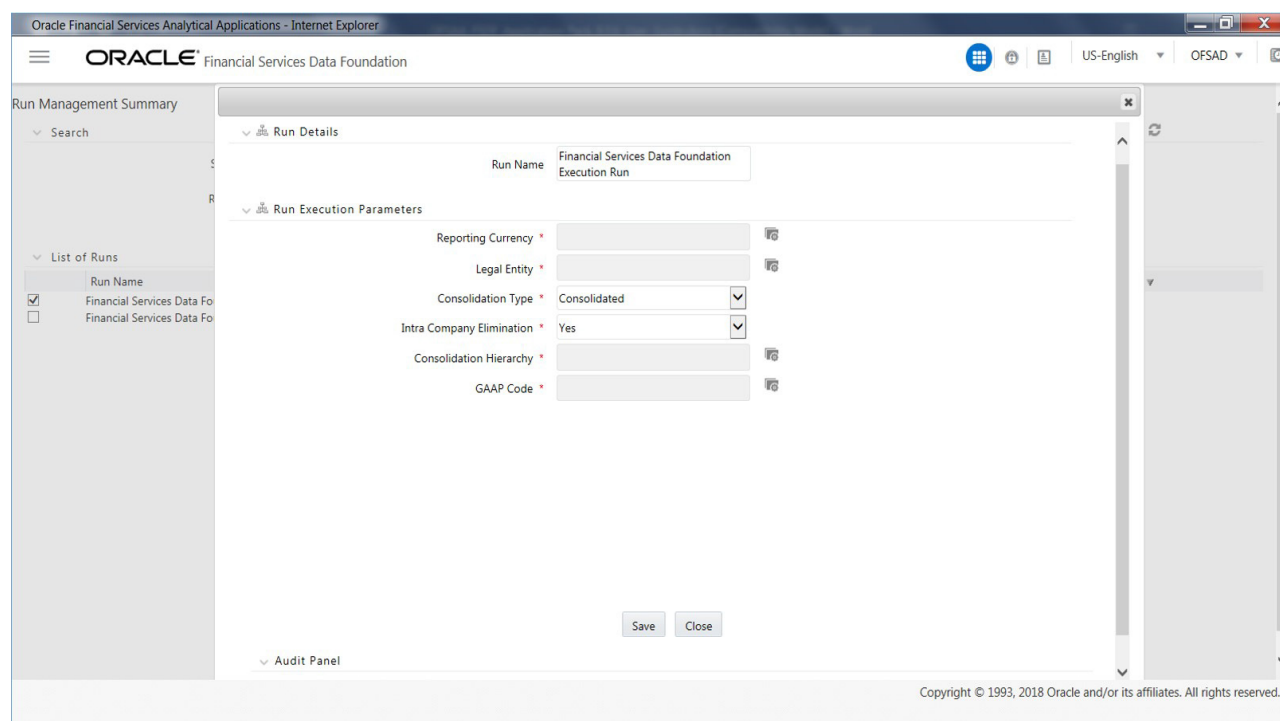 Oracle Financial Services Analytical Applications - Internet Explorer
ORACLE Financial Services Data Foundation
US-English
OFSAD
Run Management Summary
Search
S
R
List of Runs
Run Name
Financial Services Data Fo
Financial Services Data Fo
Run Details
Run Name
Financial Services Data Foundation
Execution Run
Run Execution Parameters
Reporting Currency *
Legal Entity *
Consolidation Type * Consolidated
Intra Company Elimination * Yes
Consolidation Hierarchy *
GAAP Code *
Save Close
Audit Panel
Copyright © 1993, 2018 Oracle and/or its affiliates. All rights reserved.